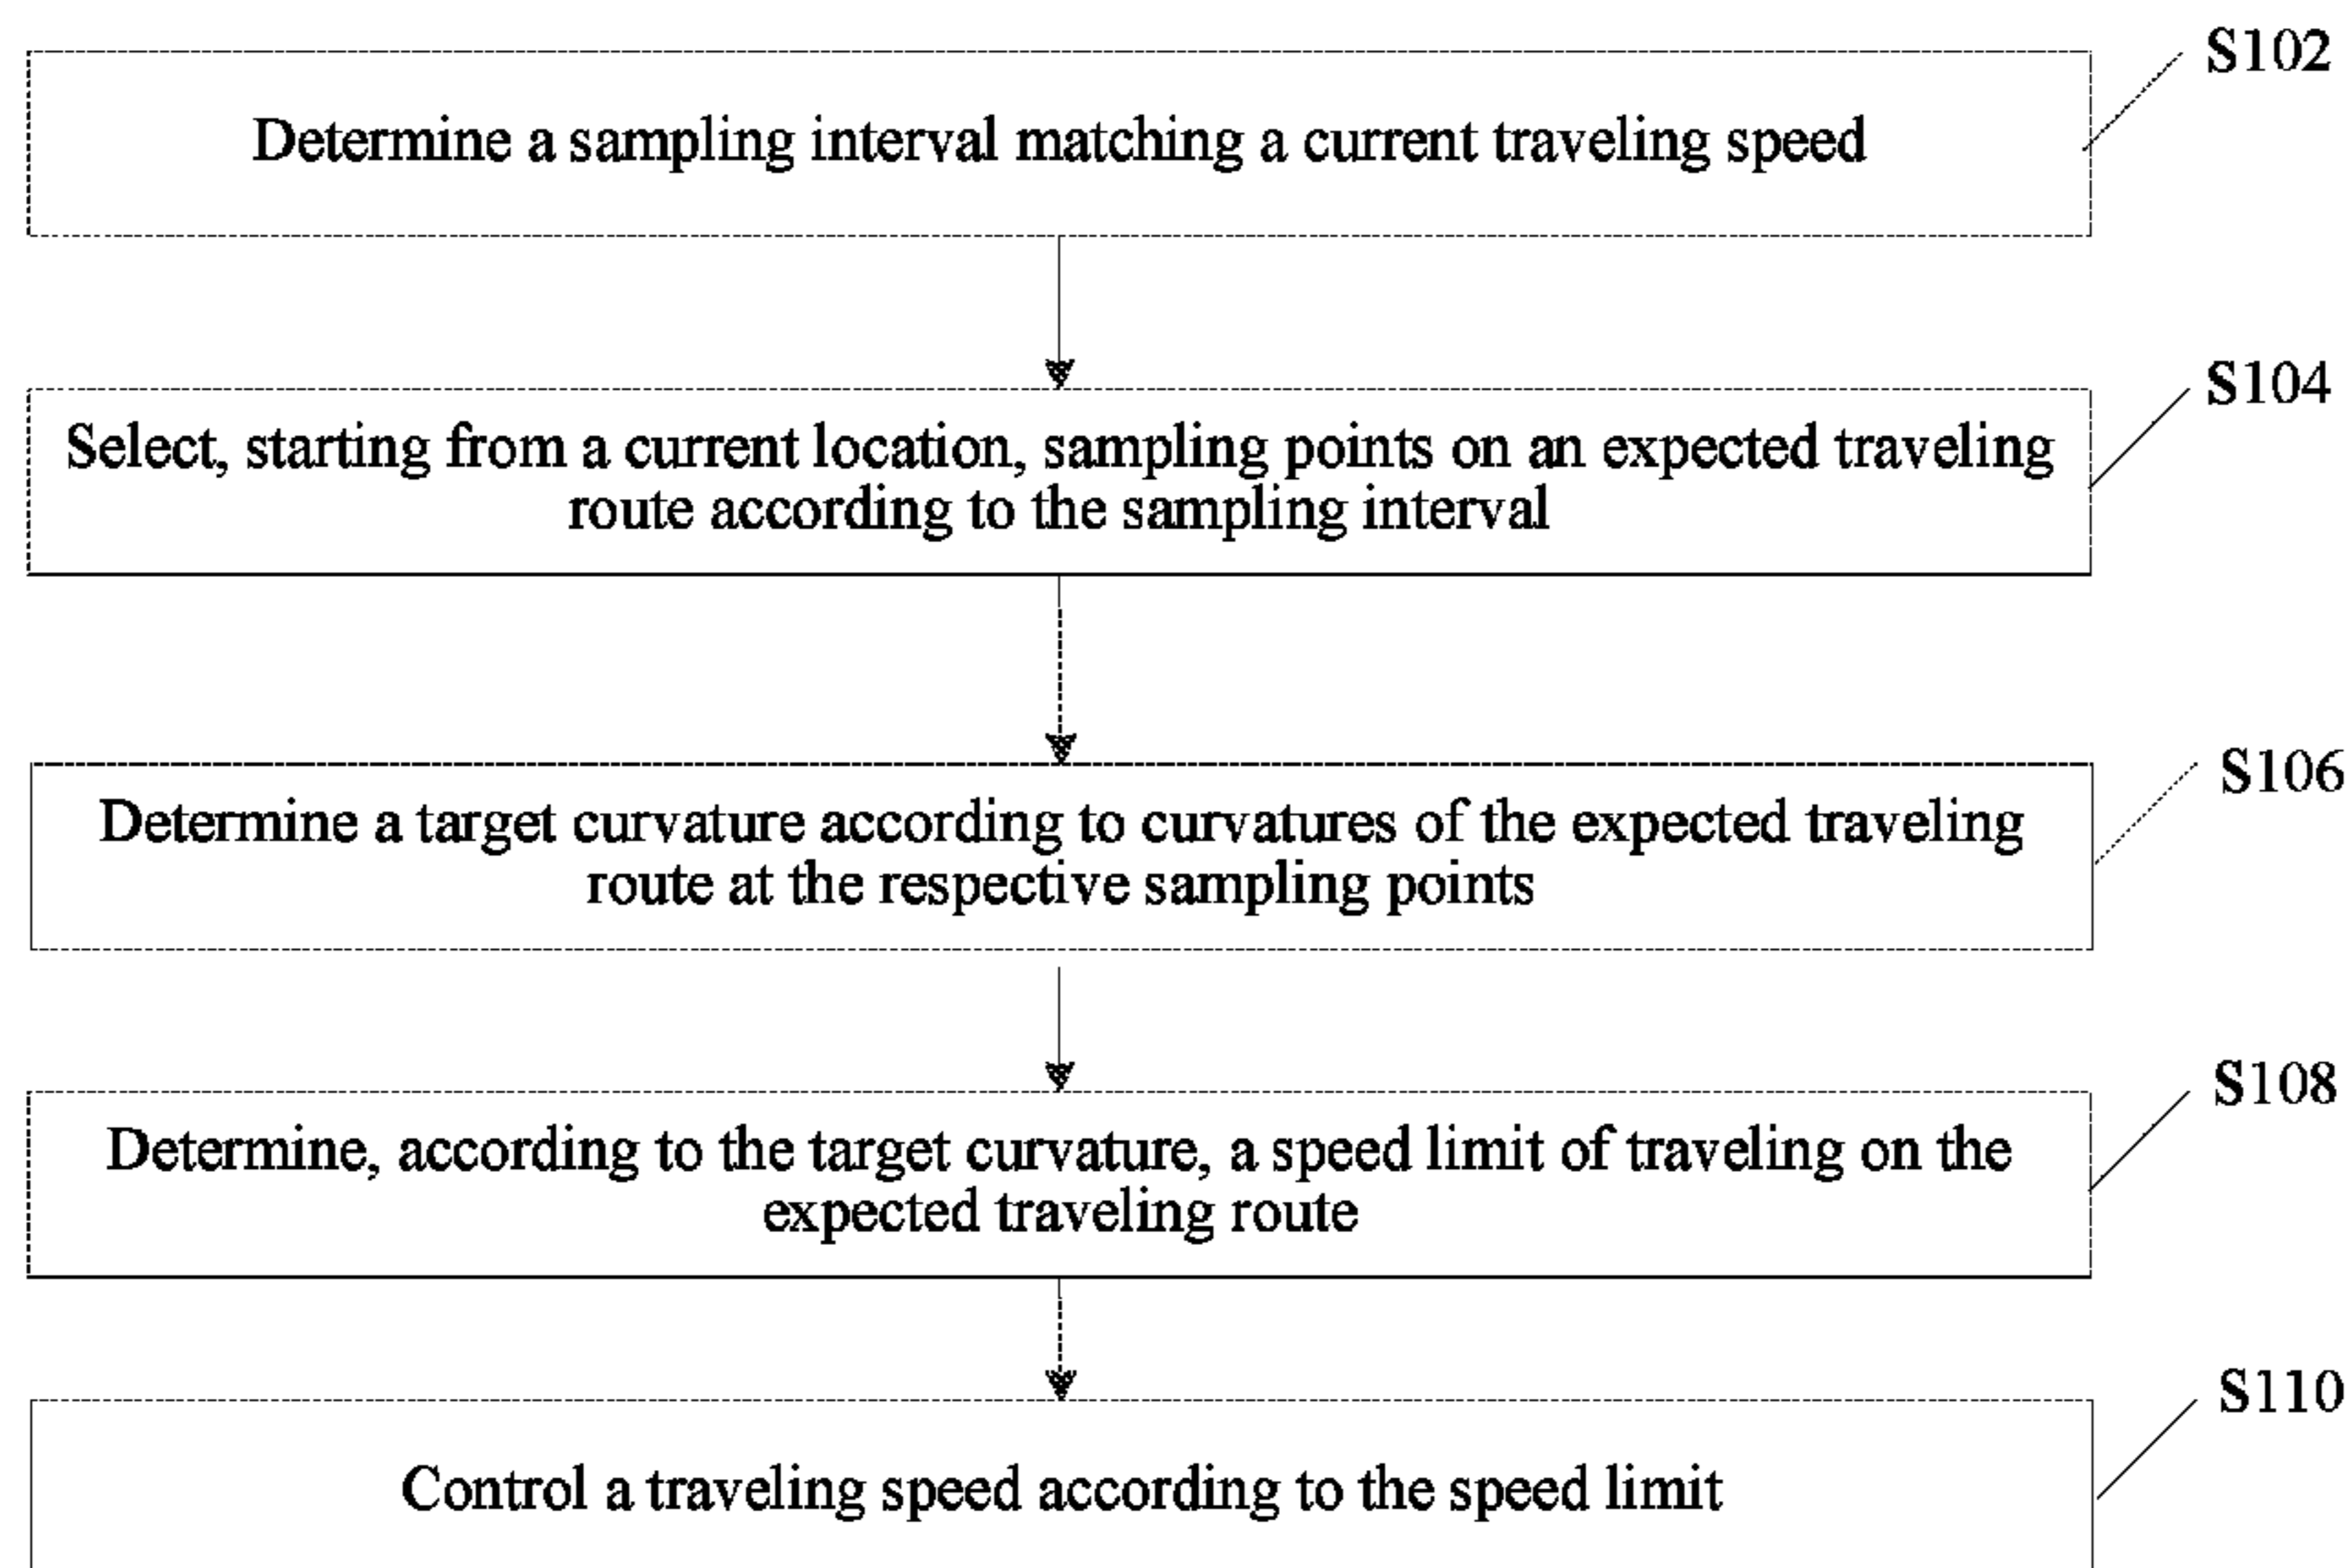 S102
Determine a sampling interval matching a current traveling speed
S104
Select, starting from a current location, sampling points on an expected traveling
route according to the sampling interval
S106
Determine a target curvature according to curvatures of the expected traveling
route at the respective sampling points
S108
Determine, according to the target curvature, a speed limit of traveling on the
expected traveling route
S110
Control a traveling speed according to the speed limit